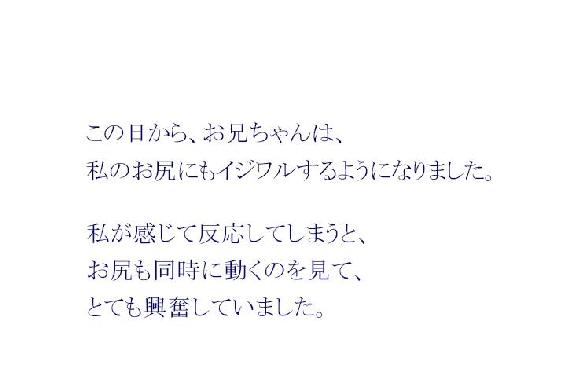 この日から、お兄ちゃんは、
私のお尻にもイジワルするようになりました。
私が感じて反応してしまうと、
お尻も同時に動くのを見て、
とても興奮していました。